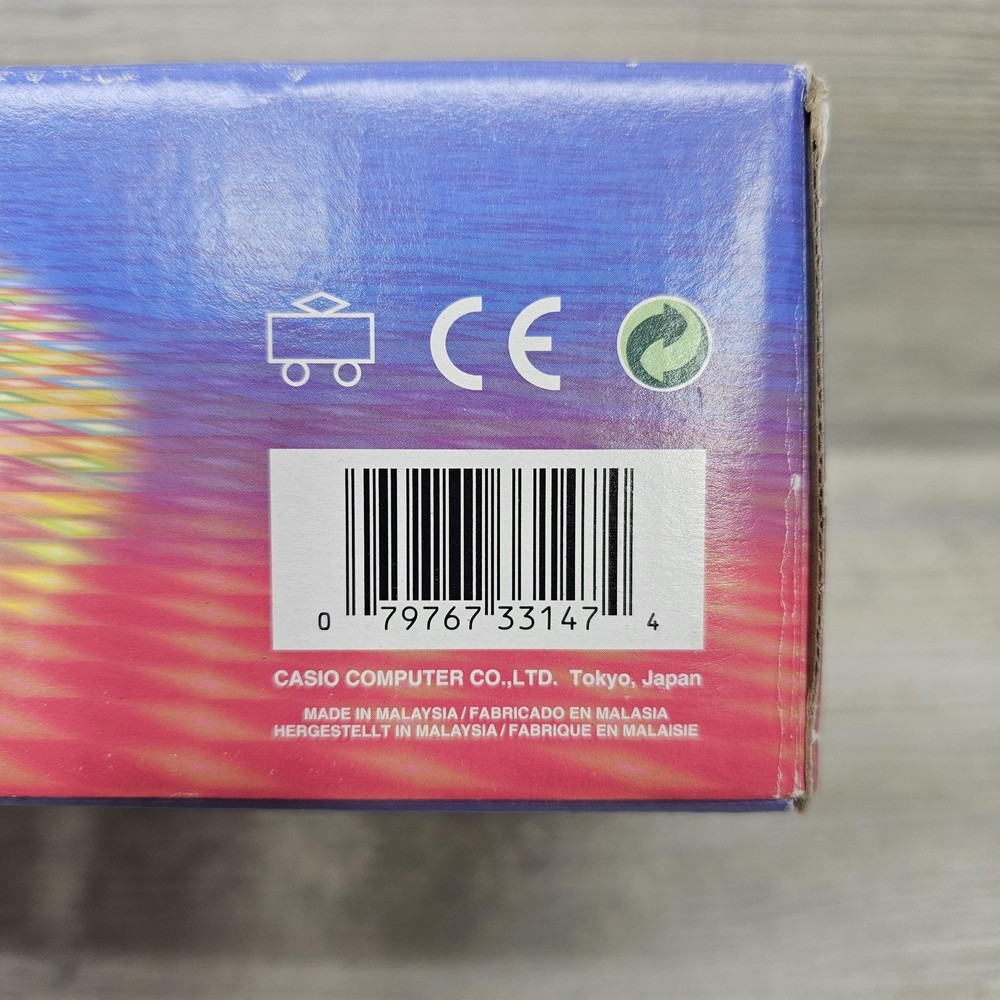 CE
0 79767 33147 4
CASIO COMPUTER CO.,LTD. Tokyo, Japan
MADE IN MALAYSIA / FABRICADO EN MALASIA
HERGESTELLT IN MALAYSIA / FABRIQUE EN MALAISIE